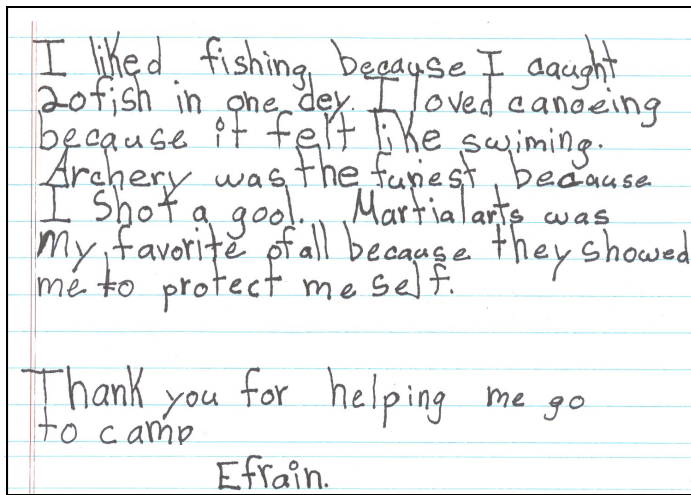 I liked fishing, because I caught
20fish in one dey. I loved canoeing
because it felt like swiming.
Archery was the funest because
I shot a gool. Martial arts was
my favorite of all because they showed
me to protect me self.
Thank you for helping me go
to camp
Efrain.